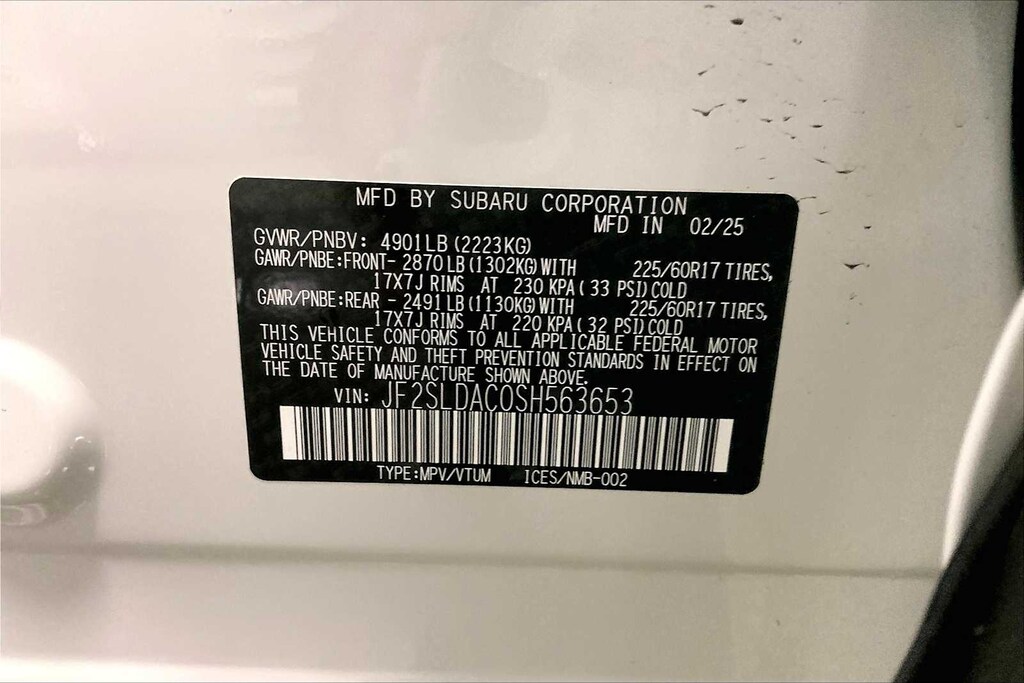 MFD BY SUBARU CORPORATION
MFD IN 02/25
GVWR/PNBV: 4901LB (2223KG)
GAWR/PNBE:FRONT- 2870LB (1302KG)WITH 225/60R17 TIRES,
17X7J RIMS AT 230 KPA( 33 PSI)COLD
GAWR/PNBE:REAR - 2491LB (1130KG)WITH 225/60R17 TIRES,
17X7J RIMS AT 220 KPA( 32 PSI)COLD
THIS VEHICLE CONFORMS TO ALL APPLICABLE FEDERAL MOTOR
VEHICLE SAFETY AND THEFT PREVENTION STANDARDS IN EFFECT ON
THE DATE OF MANUFACTURE SHOWN ABOVE.
VIN: JF2SLDAC0SH563653
TYPE:MPV/VTUM ICES/NMB-002